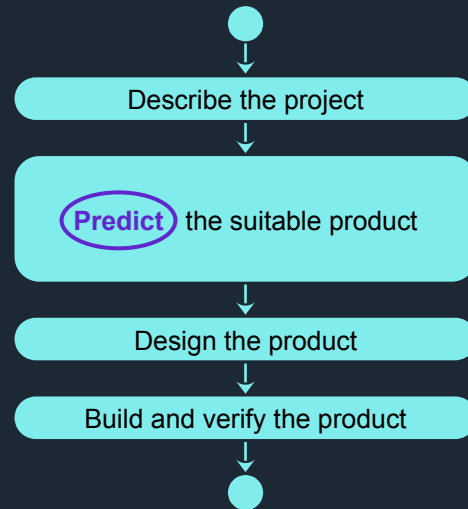 Describe the project
Predict the suitable product
Design the product
Build and verify the product